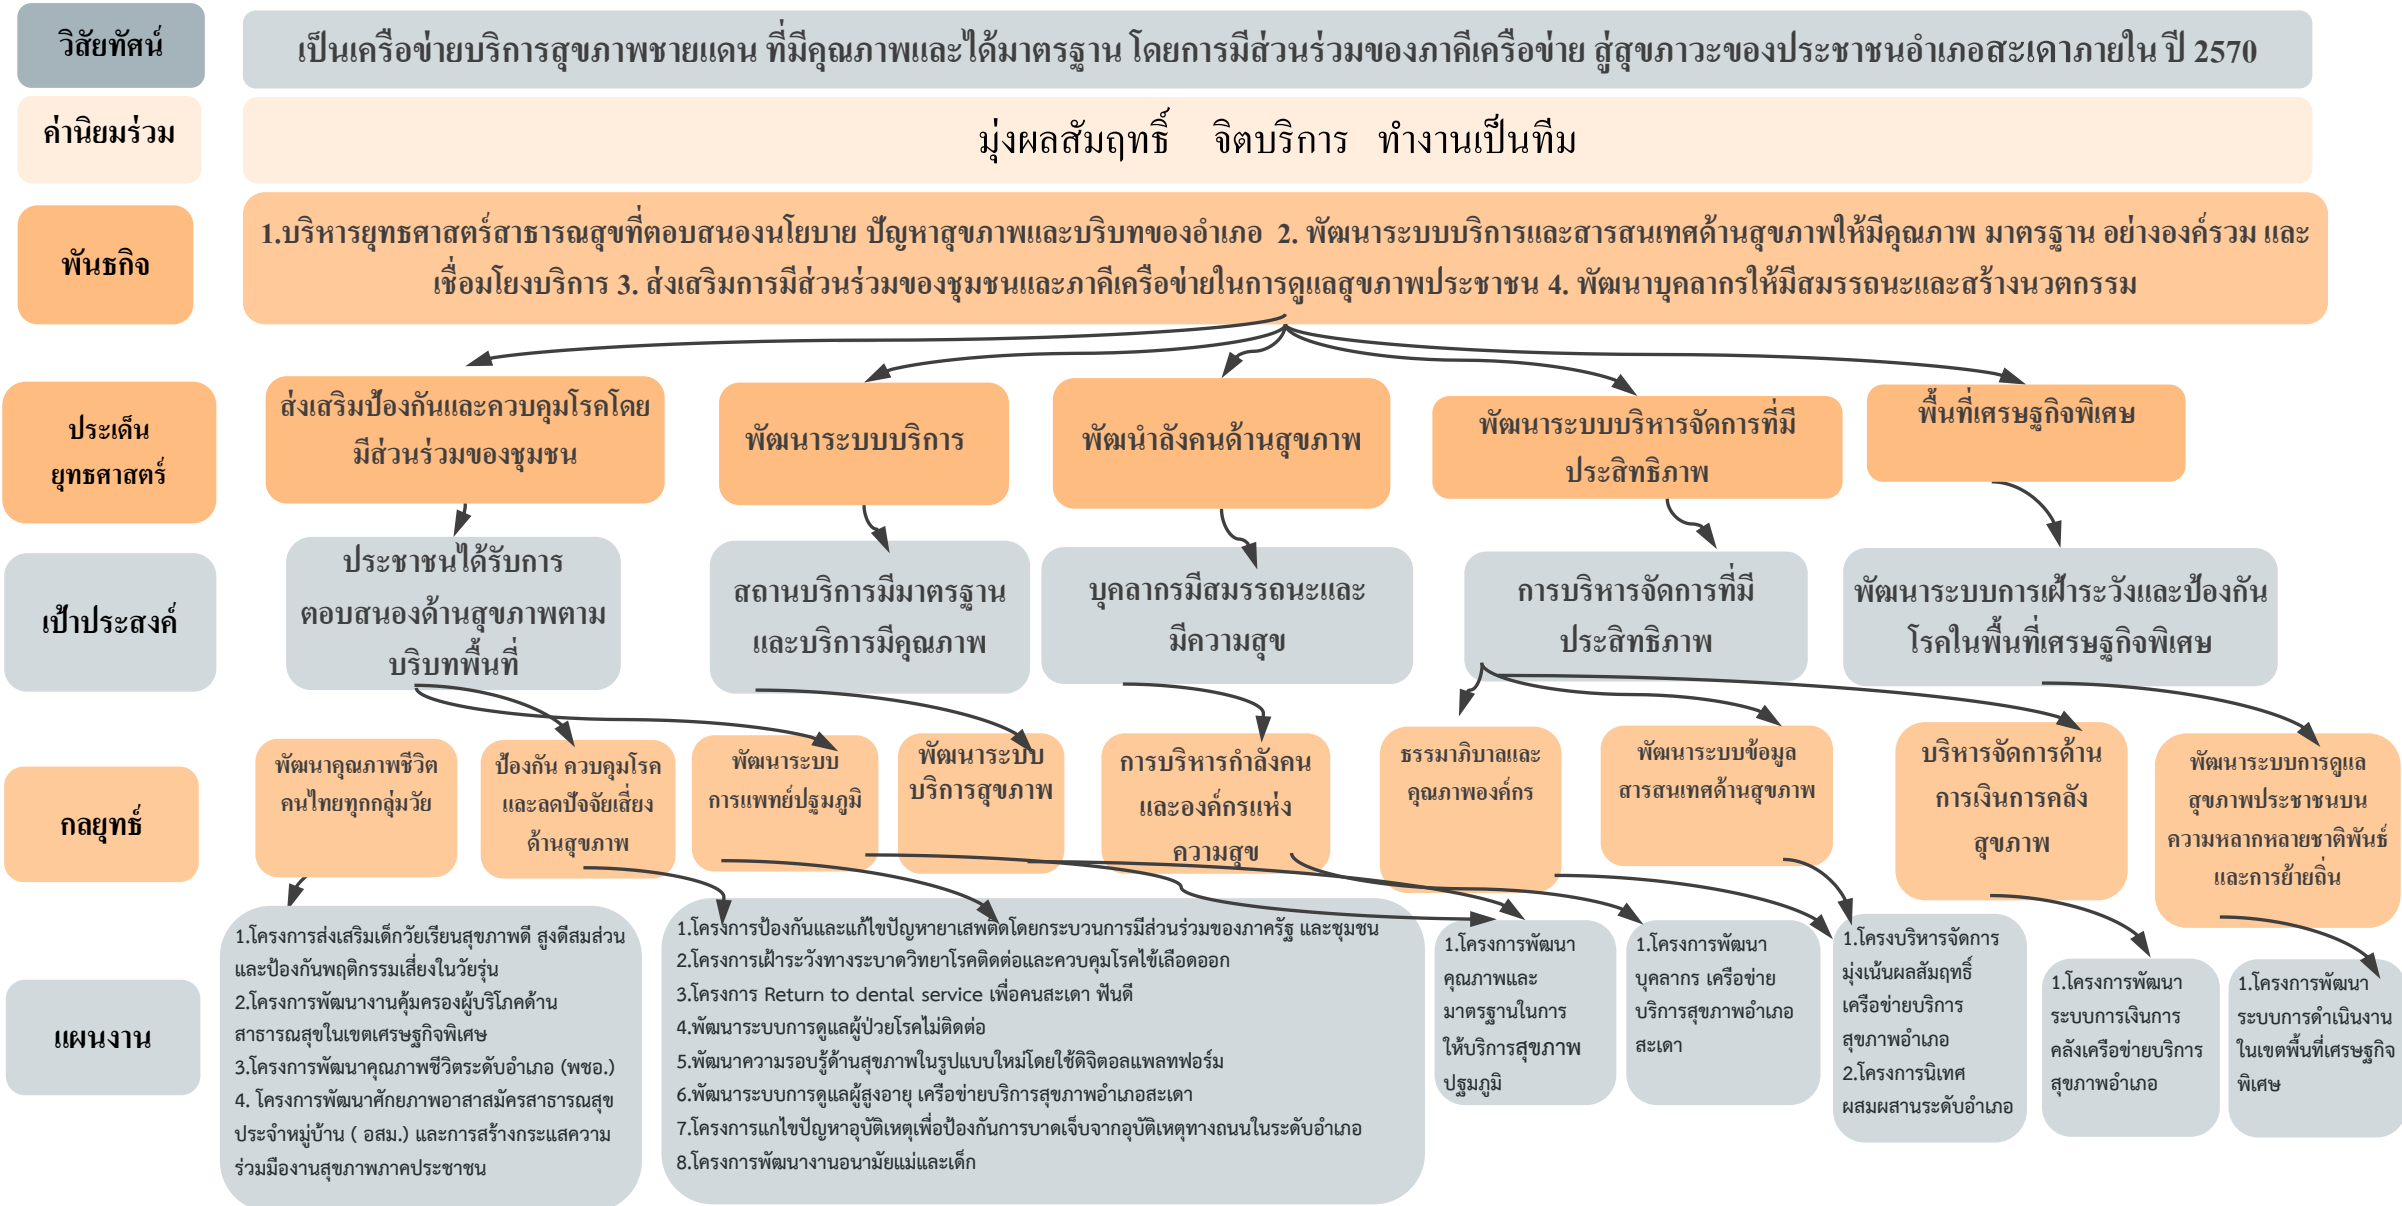 วิสัยทัศน์
เป็นเครือข่ายบริการสุขภาพชายแดน ที่มีคุณภาพและได้มาตรฐาน โดยการมีส่วนร่วมของภาคีเครือข่าย สู่สุขภาวะของประชาชนอำเภอสะเดาภายใน ปี 2570
ค่านิยมร่วม
มุ่งผลสัมฤทธิ์ จิตบริการ ทำงานเป็นทีม
พันธกิจ
1.บริหารยุทธศาสตร์สาธารณสุขที่ตอบสนองนโยบาย ปัญหาสุขภาพและบริบทของอำเภอ 2. พัฒนาระบบบริการและสารสนเทศด้านสุขภาพให้มีคุณภาพ มาตรฐาน อย่างองค์รวม และ
เชื่อมโยงบริการ 3. ส่งเสริมการมีส่วนร่วมของชุมชนและภาคีเครือข่ายในการดูแลสุขภาพประชาชน 4. พัฒนาบุคลากรให้มีสมรรถนะและสร้างนวตกรรม
ประเด็น
ยุทธศาสตร์
ส่งเสริมป้องกันและควบคุมโรคโดย
มีส่วนร่วมของชุมชน
พัฒนาระบบบริการ
พัฒนำลังคนด้านสุขภาพ
พัฒนาระบบบริหารจัดการที่มี
ประสิทธิภาพ
พื้นที่เศรษฐกิจพิเศษ
เป้าประสงค์
ประชาชนได้รับการ
ตอบสนองด้านสุขภาพตาม
บริบทพื้นที่
สถานบริการมีมาตรฐาน
และบริการมีคุณภาพ
บุคลากรมีสมรรถนะและ
มีความสุข
การบริหารจัดการที่มี
ประสิทธิภาพ
พัฒนาระบบการเฝ้าระวังและป้องกัน
โรคในพื้นที่เศรษฐกิจพิเศษ
กลยุทธ์
พัฒนาคุณภาพชีวิต
คนไทยทุกกลุ่มวัย
ป้องกัน ควบคุมโรค
และลดปัจจัยเสี่ยง
ด้านสุขภาพ
พัฒนาระบบ
การแพทย์ปฐมภูมิ
พัฒนาระบบ
บริการสุขภาพ
การบริหารกำลังคน
และองค์กรแห่ง
ความสุข
ธรรมาภิบาลและ
คุณภาพองค์กร
พัฒนาระบบข้อมูล
สารสนเทศด้านสุขภาพ
บริหารจัดการด้าน
การเงินการคลัง
สุขภาพ
พัฒนาระบบการดูแล
สุขภาพประชาชนบน
ความหลากหลายชาติพันธ์
และการย้ายถิ่น
แผนงาน
1.โครงการส่งเสริมเด็กวัยเรียนสุขภาพดี สูงดีสมส่วน
และป้องกันพฤติกรรมเสี่ยงในวัยรุ่น
2.โครงการพัฒนางานคุ้มครองผู้บริโภคด้าน
สาธารณสุขในเขตเศรษฐกิจพิเศษ
3.โครงการพัฒนาคุณภาพชีวิตระดับอำเภอ (พชอ.)
4. โครงการพัฒนาศักยภาพอาสาสมัครสาธารณสุข
ประจำหมู่บ้าน ( อสม.) และการสร้างกระแสความ
ร่วมมืองานสุขภาพภาคประชาชน
1.โครงการป้องกันและแก้ไขปัญหายาเสพติดโดยกระบวนการมีส่วนร่วมของภาครัฐ และชุมชน
2.โครงการเฝ้าระวังทางระบาดวิทยาโรคติดต่อและควบคุมโรคไข้เลือดออก
3.โครงการ Return to dental service เพื่อคนสะเดา ฟันดี
4.พัฒนาระบบการดูแลผู้ป่วยโรคไม่ติดต่อ
5.พัฒนาความรอบรู้ด้านสุขภาพในรูปแบบใหม่โดยใช้ดิจิตอลแพลทฟอร์ม
6.พัฒนาระบบการดูแลผู้สูงอายุ เครือข่ายบริการสุขภาพอำเภอสะเดา
7.โครงการแกไขปัญหาอุบัติเหตุเพื่อป้องกันการบาดเจ็บจากอุบัติเหตุทางถนนในระดับอำเภอ
8.โครงการพัฒนางานอนามัยแม่และเด็ก
1.โครงการพัฒนา
คุณภาพและ
มาตรฐานในการ
ให้บริการสุขภาพ
ปฐมภูมิ
1.โครงการพัฒนา
บุคลากร เครือข่าย
บริการสุขภาพอำเภอ
สะเดา
1.โครงบริหารจัดการ
มุ่งเน้นผลสัมฤทธิ์
เครือข่ายบริการ
สุขภาพอำเภอ
2.โครงการนิเทศ
ผสมผสานระดับอำเภอ
1.โครงการพัฒนา
ระบบการเงินการ
คลังเครือข่ายบริการ
สุขภาพอำเภอ
1.โครงการพัฒนา
ระบบการดำเนินงาน
ในเขตพื้นที่เศรษฐกิจ
พิเศษ